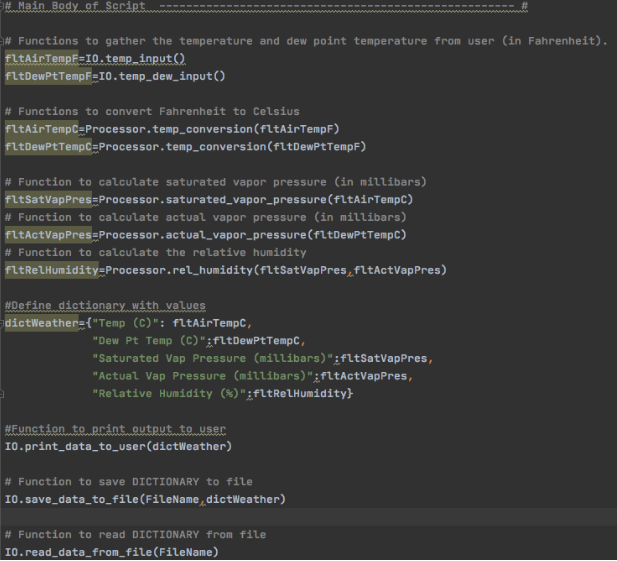 # Main Body of Script  ------------------------------------------------- #
# Functions to gather the temperature and dew point temperature from user (in Fahrenheit).
fltAirTempF=IO.temp_input()
fltDewPtTempF=IO.temp_dew_input()
# Functions to convert Fahrenheit to Celsius
fltAirTempC=Processor.temp_conversion(fltAirTempF)
fltDewPtTempC=Processor.temp_conversion(fltDewPtTempF)
# Function to calculate saturated vapor pressure (in millibars)
fltSatVapPres=Processor.saturated_vapor_pressure(fltAirTempC)
# Function to calculate actual vapor pressure (in millibars)
fltActVapPres=Processor.actual_vapor_pressure(fltDewPtTempC)
# Function to calculate the relative humidity
fltRelHumidity=Processor.rel_humidity(fltSatVapPres,fltActVapPres)
#Define dictionary with values
dictWeather={"Temp (C)": fltAirTempC,
"Dew Pt Temp (C)":fltDewPtTempC,
"Saturated Vap Pressure (millibars)":fltSatVapPres,
"Actual Vap Pressure (millibars)":fltActVapPres,
"Relative Humidity (%)":fltRelHumidity}
#Function to print output to user
IO.print_data_to_user(dictWeather)
# Function to save DICTIONARY to file
IO.save_data_to_file(FileName,dictWeather)
# Function to read DICTIONARY from file
IO.read_data_from_file(FileName)